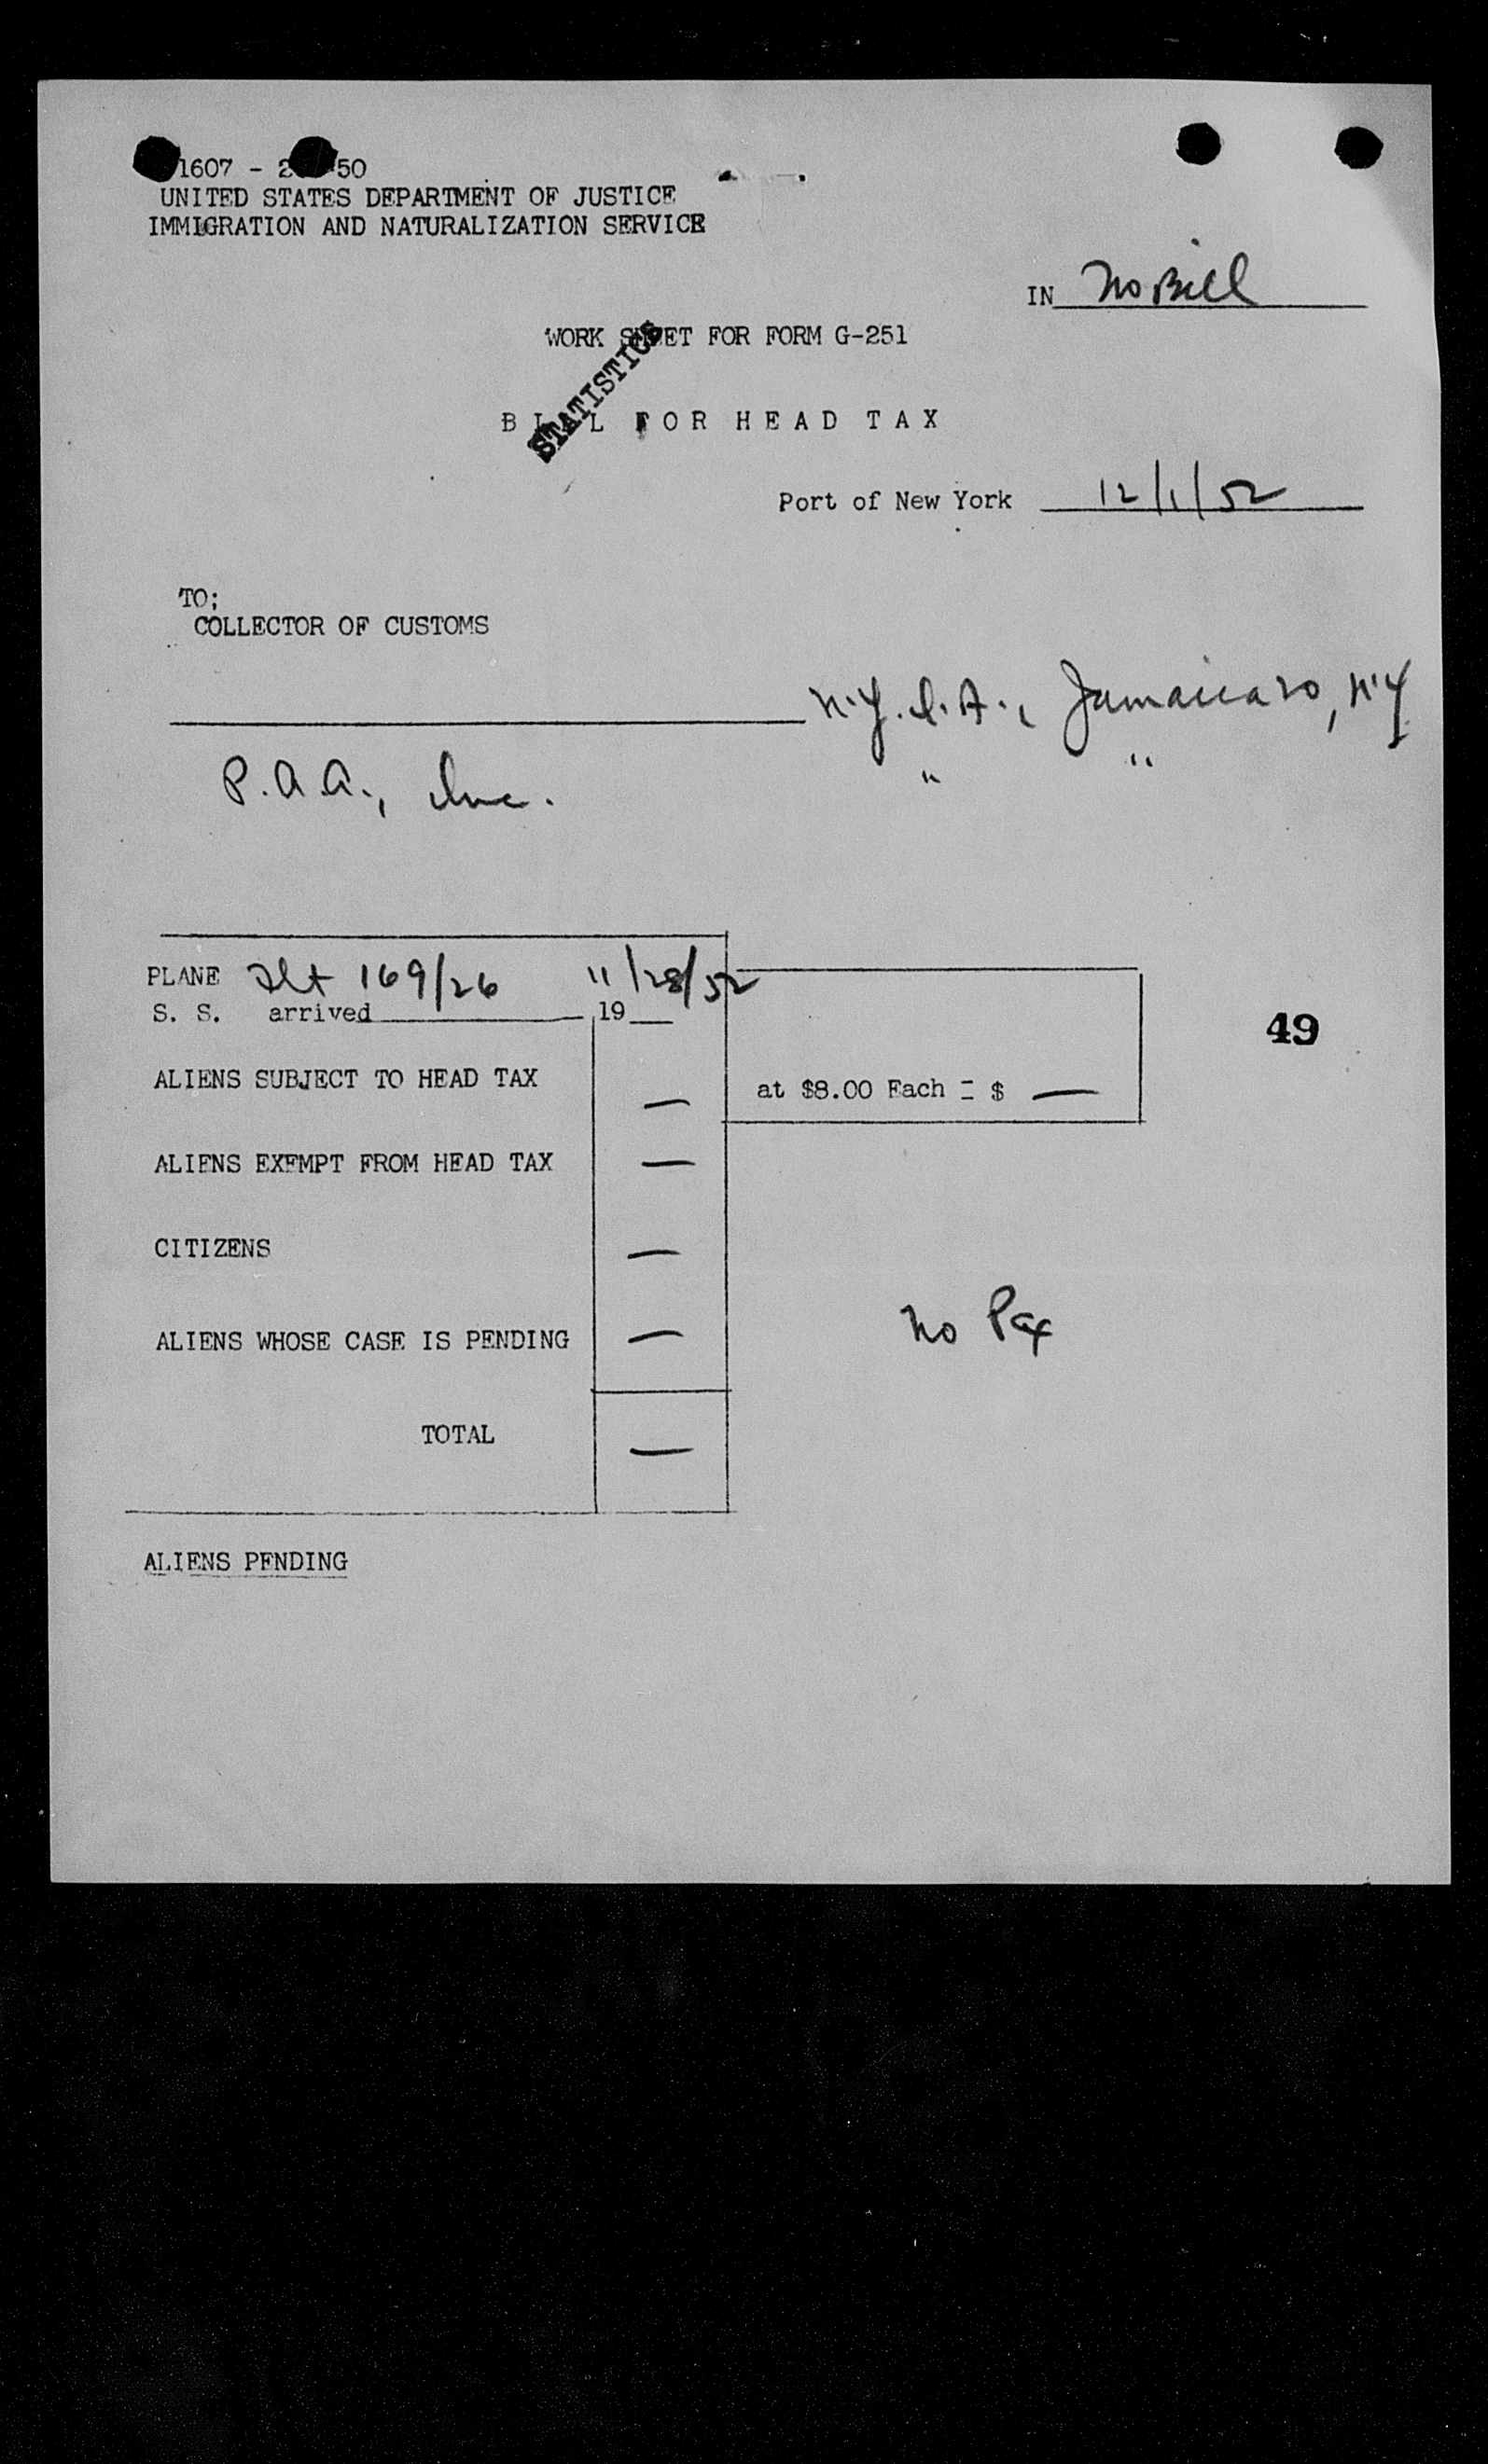 1607 - 2 50
UNITED STATES DEPARTMENT OF JUSTICE
IMMIGRATION AND NATURALIZATION SERVICE
IN No Bill
WORK SHEET FOR FORM G-251
STATISTICS
BILL FOR HEAD TAX
Port of New York 12/1/52
TO;
COLLECTOR OF CUSTOMS
N.Y.I.A., Jamaica 30, N.Y
P.A.A., Inc. " "
PLANE Flt 169/26 11/28/52
S. S. arrived , 19
49
ALIENS SUBJECT TO HEAD TAX — at $8.00 Each = $ —
ALIENS EXEMPT FROM HEAD TAX —
CITIZENS —
No Pax
ALIENS WHOSE CASE IS PENDING —
TOTAL —
ALIENS PENDING